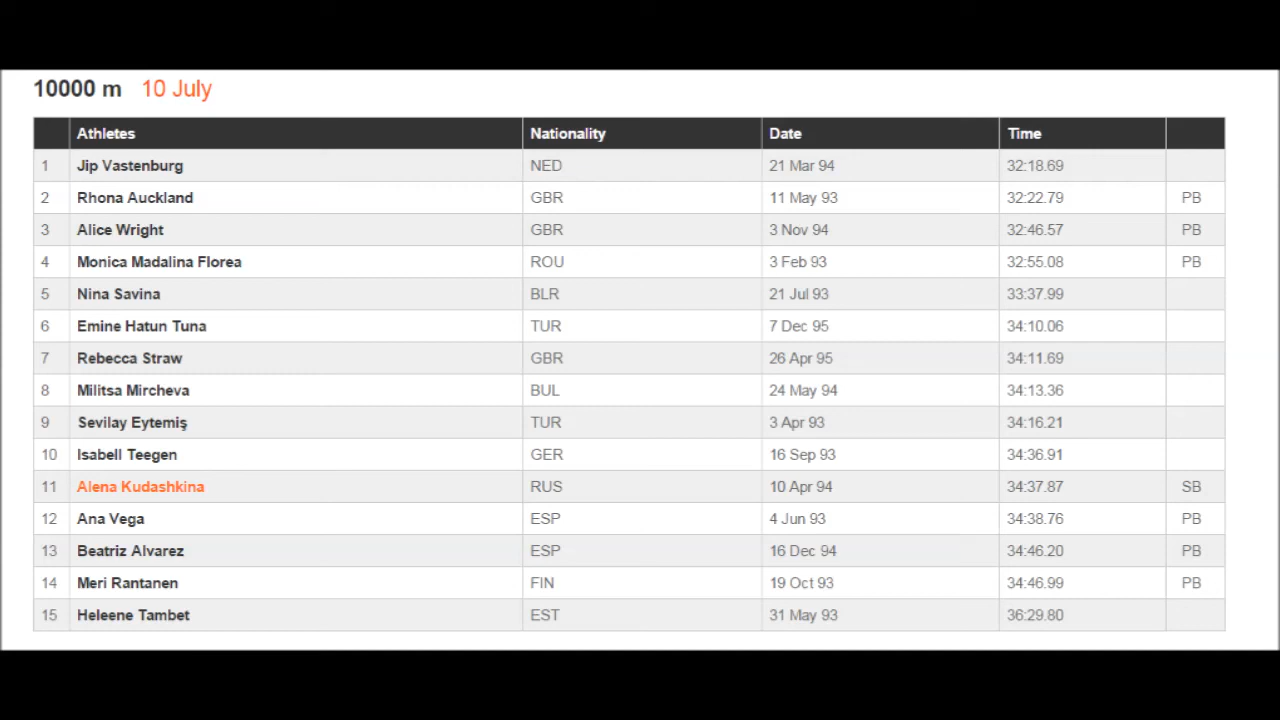 10000 m 10 July
Athletes Nationality Date Time
1 Jip Vastenburg NED 21 Mar 94 32:18.69
2 Rhona Auckland GBR 11 May 93 32:22.79 PB
3 Alice Wright GBR 3 Nov 94 32:46.57 PB
4 Monica Madalina Florea ROU 3 Feb 93 32:55.08 PB
5 Nina Savina BLR 21 Jul 93 33:37.99
6 Emine Hatun Tuna TUR 7 Dec 95 34:10.06
7 Rebecca Straw GBR 26 Apr 95 34:11.69
8 Militsa Mircheva BUL 24 May 94 34:13.36
9 Sevilay Eytemiş TUR 3 Apr 93 34:16.21
10 Isabell Teegen GER 16 Sep 93 34:36.91
11 Alena Kudashkina RUS 10 Apr 94 34:37.87 SB
12 Ana Vega ESP 4 Jun 93 34:38.76 PB
13 Beatriz Alvarez ESP 16 Dec 94 34:46.20 PB
14 Meri Rantanen FIN 19 Oct 93 34:46.99 PB
15 Heleene Tambet EST 31 May 93 36:29.80